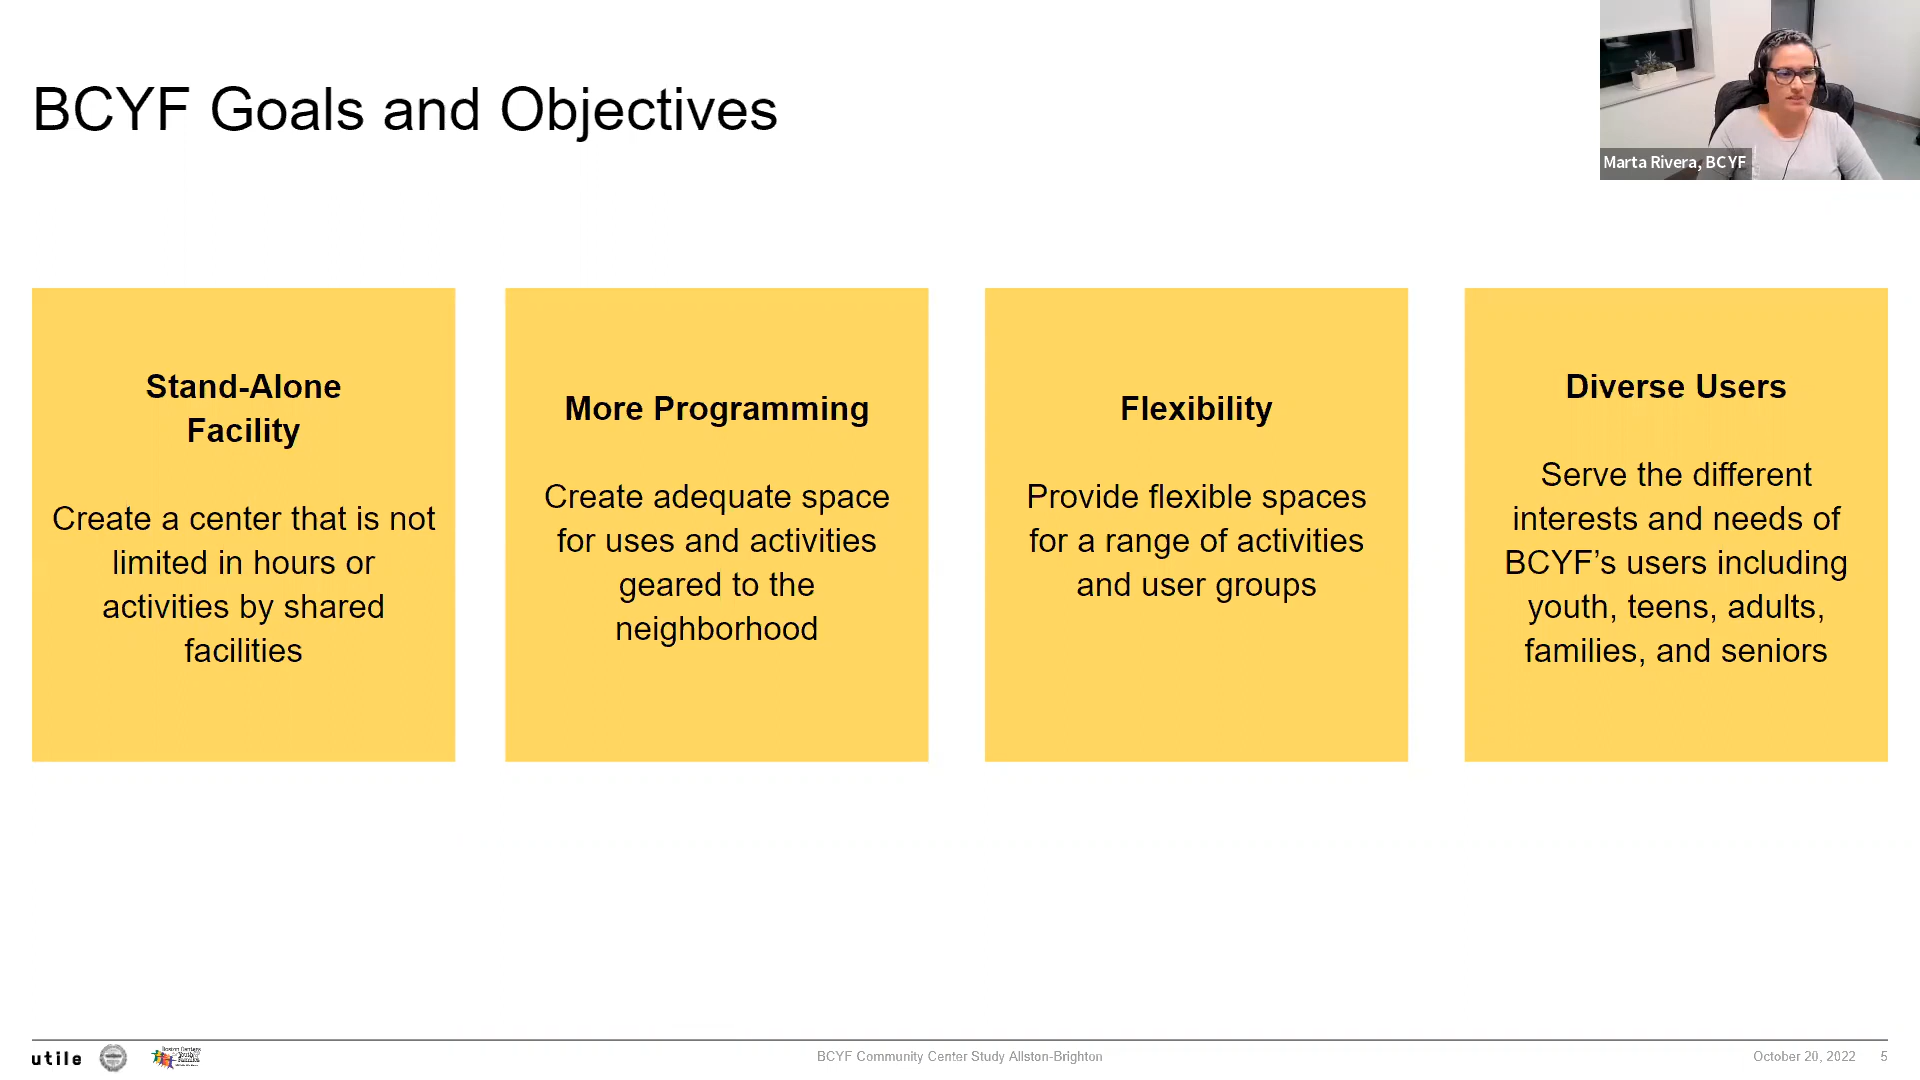 BCYF Goals and Objectives
Marta Rivera, BCYF
Stand-Alone
Facility
Create a center that is not
limited in hours or
activities by shared
facilities
More Programming
Create adequate space
for uses and activities
geared to the
neighborhood
Flexibility
Provide flexible spaces
for a range of activities
and user groups
Diverse Users
Serve the different
interests and needs of
BCYF’s users including
youth, teens, adults,
families, and seniors
utile
Boston Centers
Youth
Families
BCYF Community Center Study Allston-Brighton
October 20, 2022
5